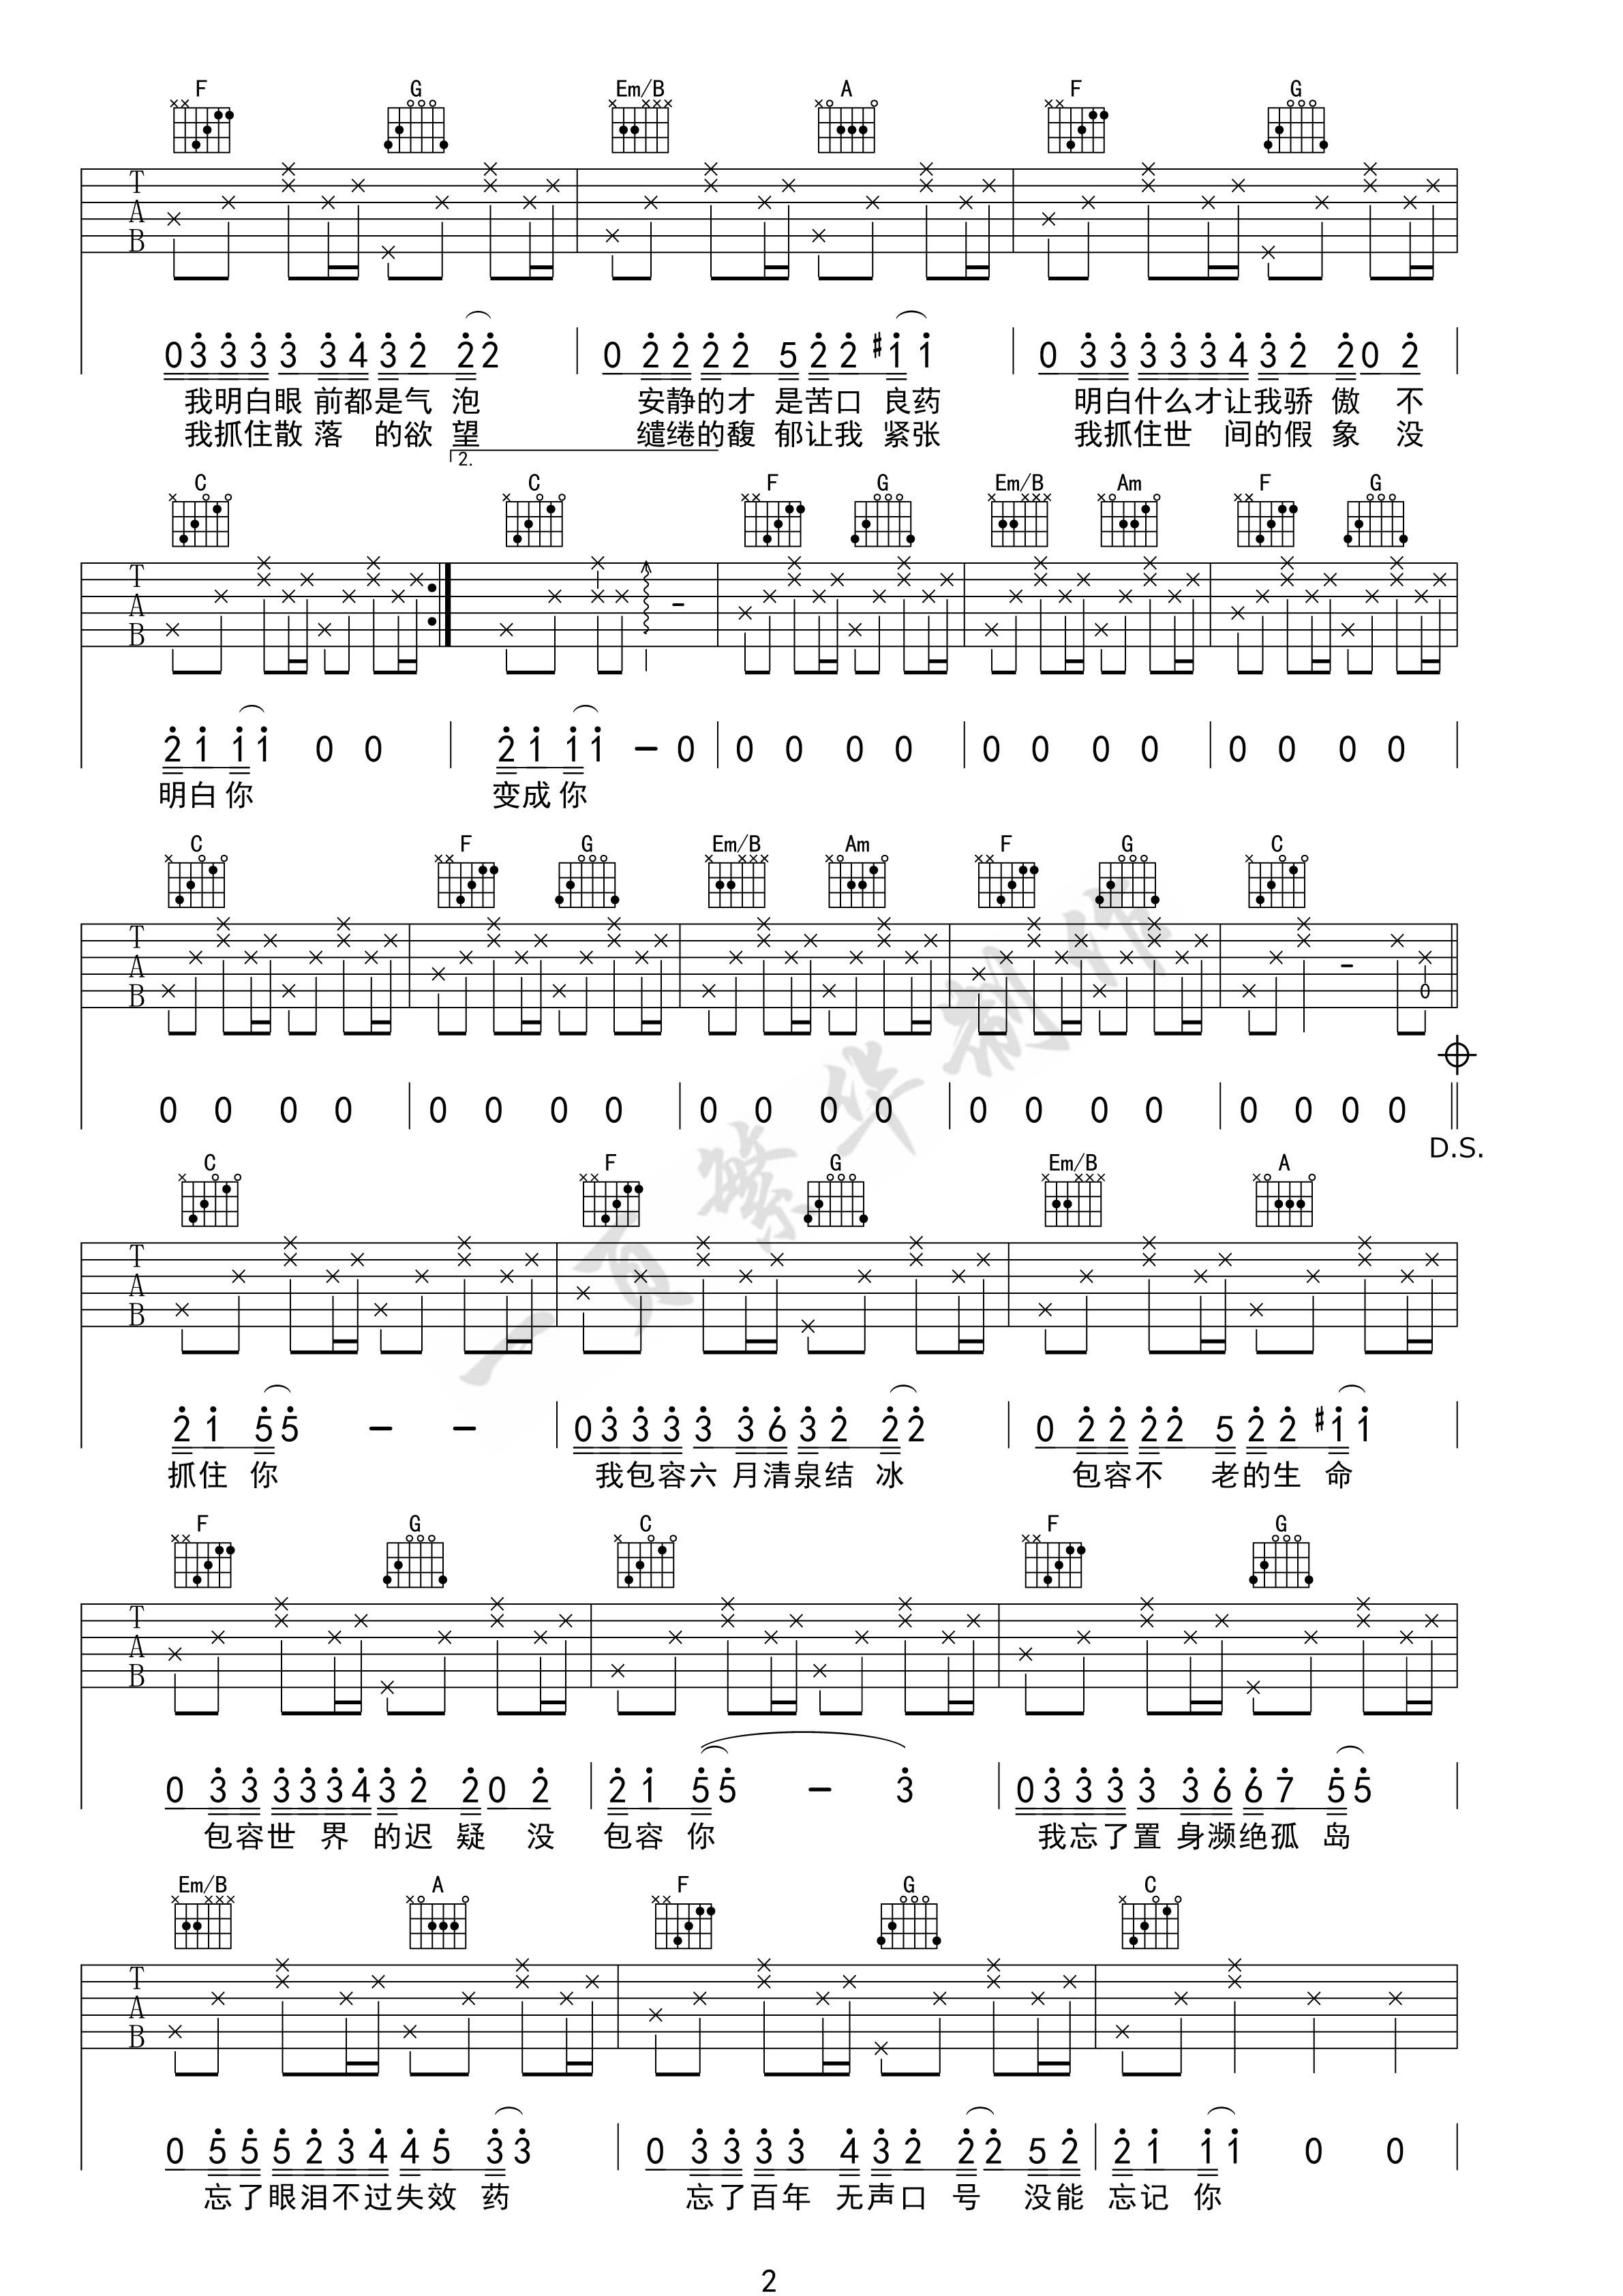 F G Em/B A F G
T A B
0 3 3 3 3 3 4 3 2 2 2 0 2 2 2 2 5 2 2 #1 1 0 3 3 3 3 3 4 3 2 2 0 2
我明白眼 前都是气 泡 安静的才 是苦口 良药 明白什么才让我骄 傲 不
我抓住散 落 的欲 望 缱绻的馥 郁让我 紧张 我抓住世 间的假 象 没
2.
C C F G Em/B Am F G
T A B
2 1 1 1 0 0 2 1 1 1 - 0 0 0 0 0 0 0 0 0 0 0 0 0
明白 你 变成 你
C F G Em/B Am F G C
T A B
0
0 0 0 0 0 0 0 0 0 0 0 0 0 0 0 0 0 0 0 0
D.S.
C F G Em/B A
T A B
2 1 5 5 - - 0 3 3 3 3 3 6 3 2 2 2 0 2 2 2 2 5 2 2 #1 1
抓住 你 我包容六 月清泉结 冰 包容不 老的生 命
F G C F G
T A B
0 3 3 3 3 3 4 3 2 2 0 2 2 1 5 5 - 3 0 3 3 3 3 3 6 6 7 5 5
包容世 界 的迟 疑 没 包容 你 我忘了置 身濒绝孤 岛
Em/B A F G C
T A B
0 5 5 5 2 3 4 4 5 3 3 0 3 3 3 3 4 3 2 2 2 5 2 2 1 1 1 0 0
忘了眼泪不过失效 药 忘了百年 无声口 号 没能 忘记 你
一页繁华制作
2